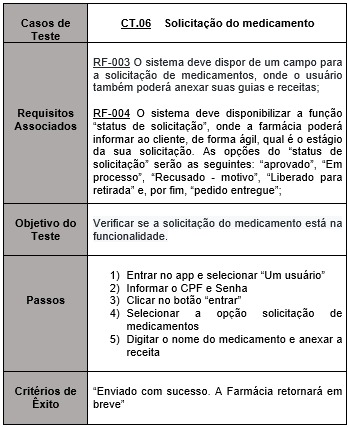 Casos de
Teste
CT.06 Solicitação do medicamento
Requisitos
Associados
RF-003 O sistema deve dispor de um campo para
a solicitação de medicamentos, onde o usuário
também poderá anexar suas guias e receitas;
RF-004 O sistema deve disponibilizar a função
“status de solicitação”, onde a farmácia poderá
informar ao cliente, de forma ágil, qual é o estágio
da sua solicitação. As opções do “status de
solicitação” serão as seguintes: “aprovado”, “Em
processo”, “Recusado - motivo”, “Liberado para
retirada” e, por fim, “pedido entregue”;
Objetivo do
Teste
Verificar se a solicitação do medicamento está na
funcionalidade.
Passos
1) Entrar no app e selecionar “Um usuário”
2) Informar o CPF e Senha
3) Clicar no botão “entrar”
4) Selecionar a opção solicitação de
medicamentos
5) Digitar o nome do medicamento e anexar a
receita
Critérios de
Êxito
“Enviado com sucesso. A Farmácia retornará em
breve”